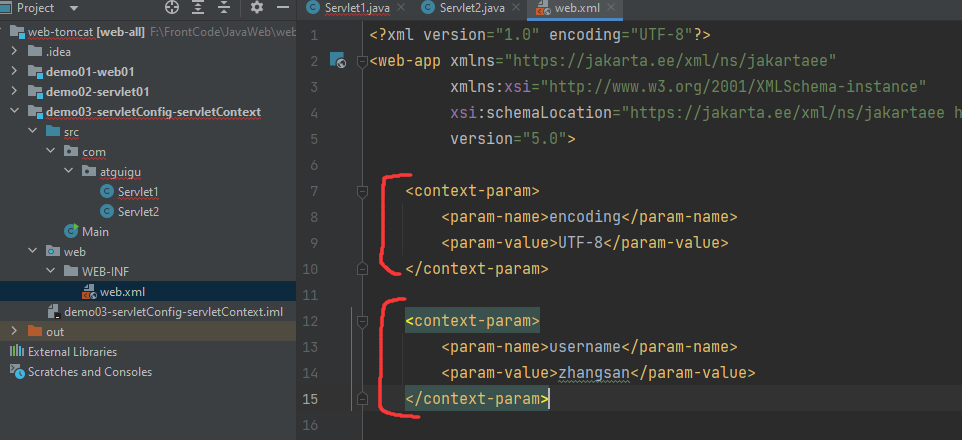 Project
web-tomcat [web-all] F:\FrontCode\JavaWeb\web
.idea
demo01-web01
demo02-servlet01
demo03-servletConfig-servletContext
src
com
atguigu
Servlet1
Servlet2
Main
web
WEB-INF
web.xml
demo03-servletConfig-servletContext.iml
out
External Libraries
Scratches and Consoles
Servlet1.java
Servlet2.java
web.xml
1 <?xml version="1.0" encoding="UTF-8"?>
2 <web-app xmlns="https://jakarta.ee/xml/ns/jakartaee"
3 xmlns:xsi="http://www.w3.org/2001/XMLSchema-instance"
4 xsi:schemaLocation="https://jakarta.ee/xml/ns/jakartaee h
5 version="5.0">
6
7 <context-param>
8 <param-name>encoding</param-name>
9 <param-value>UTF-8</param-value>
10 </context-param>
11
12 <context-param>
13 <param-name>username</param-name>
14 <param-value>zhangsan</param-value>
15 </context-param>
16